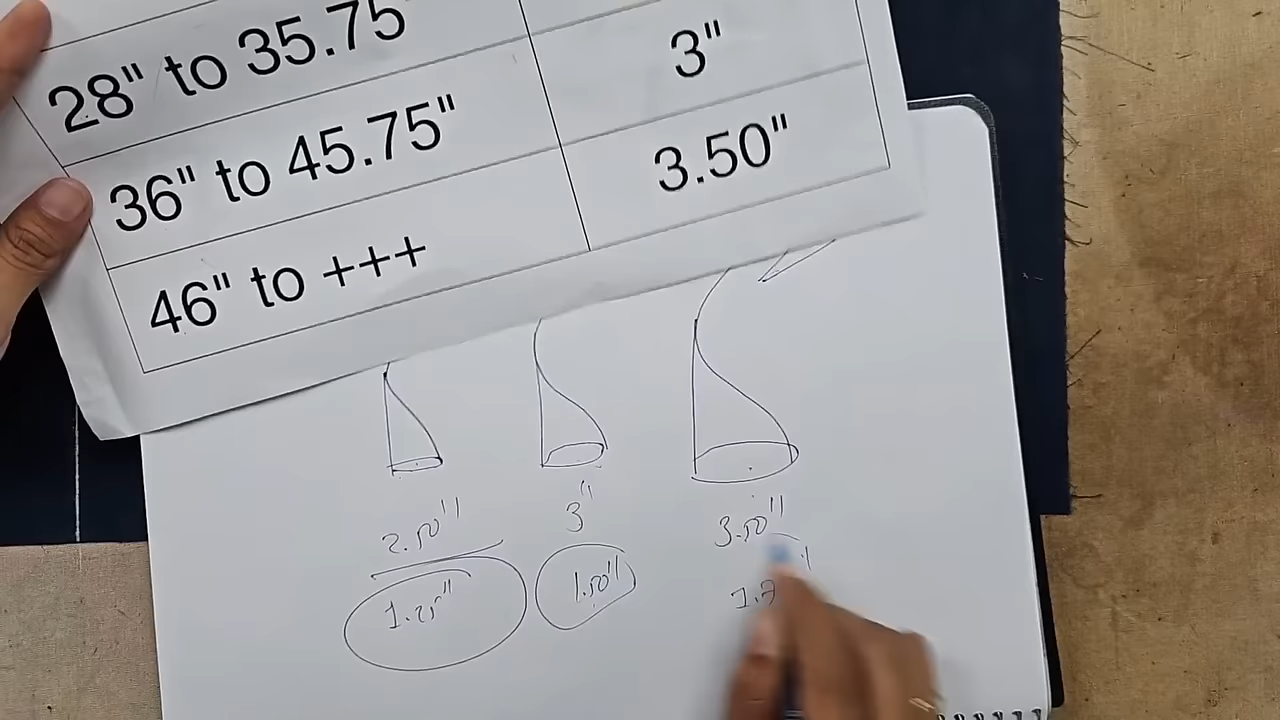 28" to 35.75"
3"
36" to 45.75"
3.50"
46" to +++
2.50"
3"
3.50"
1.25"
1.50"